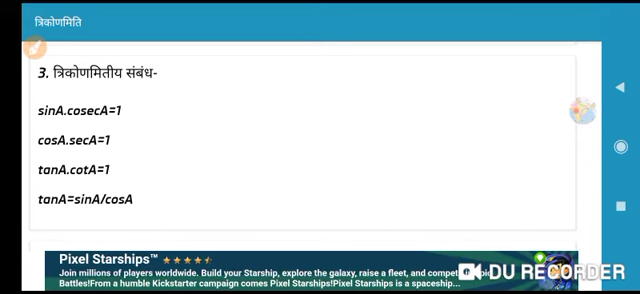 त्रिकोणमिति
3. त्रिकोणमितीय संबंध-
sinA.cosecA=1
cosA.secA=1
tanA.cotA=1
tanA=sinA/cosA
Pixel Starships™
Join millions of players worldwide. Build your Starship, explore the galaxy, raise a fleet, and compet
Battles!From a humble Kickstarter campaign comes Pixel Starships!Pixel Starships is a spaceship...
DU RECORDER